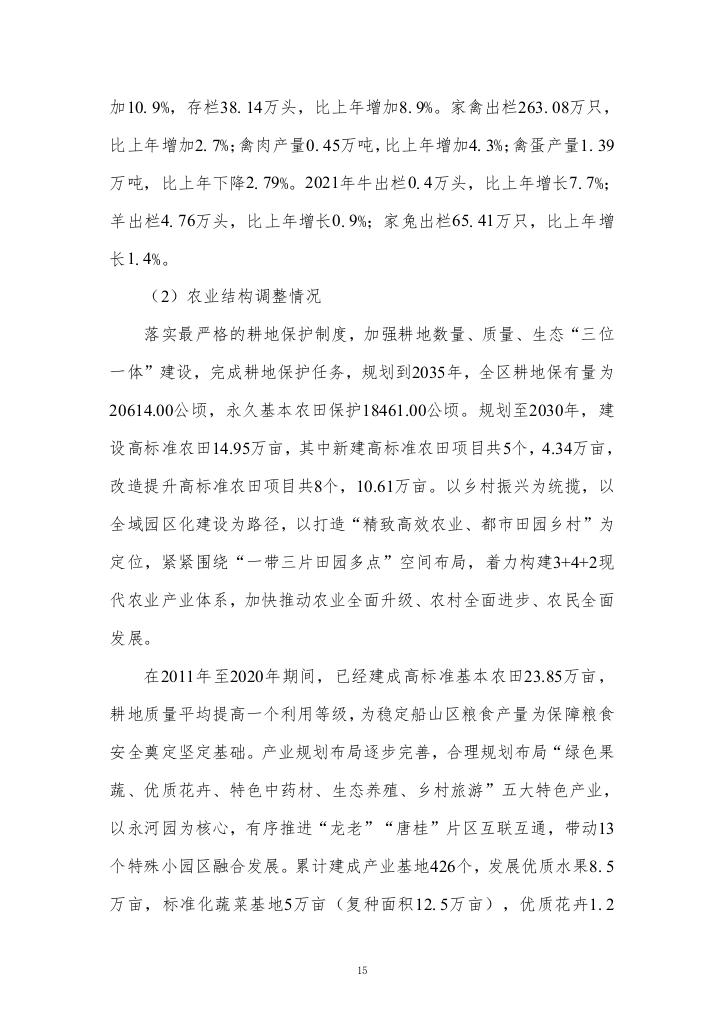 加10.9%，存栏38.14万头，比上年增加8.9%。家禽出栏263.08万只，
比上年增加2.7%；禽肉产量0.45万吨，比上年增加4.3%；禽蛋产量1.39
万吨，比上年下降2.79%。2021年牛出栏0.4万头，比上年增长7.7%；
羊出栏4.76万头，比上年增长0.9%；家兔出栏65.41万只，比上年增
长1.4%。
（2）农业结构调整情况
落实最严格的耕地保护制度，加强耕地数量、质量、生态“三位
一体”建设，完成耕地保护任务，规划到2035年，全区耕地保有量为
20614.00公顷，永久基本农田保护18461.00公顷。规划至2030年，建
设高标准农田14.95万亩，其中新建高标准农田项目共5个，4.34万亩，
改造提升高标准农田项目共8个，10.61万亩。以乡村振兴为统揽，以
全域园区化建设为路径，以打造“精致高效农业、都市田园乡村”为
定位，紧紧围绕“一带三片田园多点”空间布局，着力构建3+4+2现
代农业产业体系，加快推动农业全面升级、农村全面进步、农民全面
发展。
在2011年至2020年期间，已经建成高标准基本农田23.85万亩，
耕地质量平均提高一个利用等级，为稳定船山区粮食产量为保障粮食
安全奠定坚定基础。产业规划布局逐步完善，合理规划布局“绿色果
蔬、优质花卉、特色中药材、生态养殖、乡村旅游”五大特色产业，
以永河园为核心，有序推进“龙老”“唐桂”片区互联互通，带动13
个特殊小园区融合发展。累计建成产业基地426个，发展优质水果8.5
万亩，标准化蔬菜基地5万亩（复种面积12.5万亩），优质花卉1.2
15